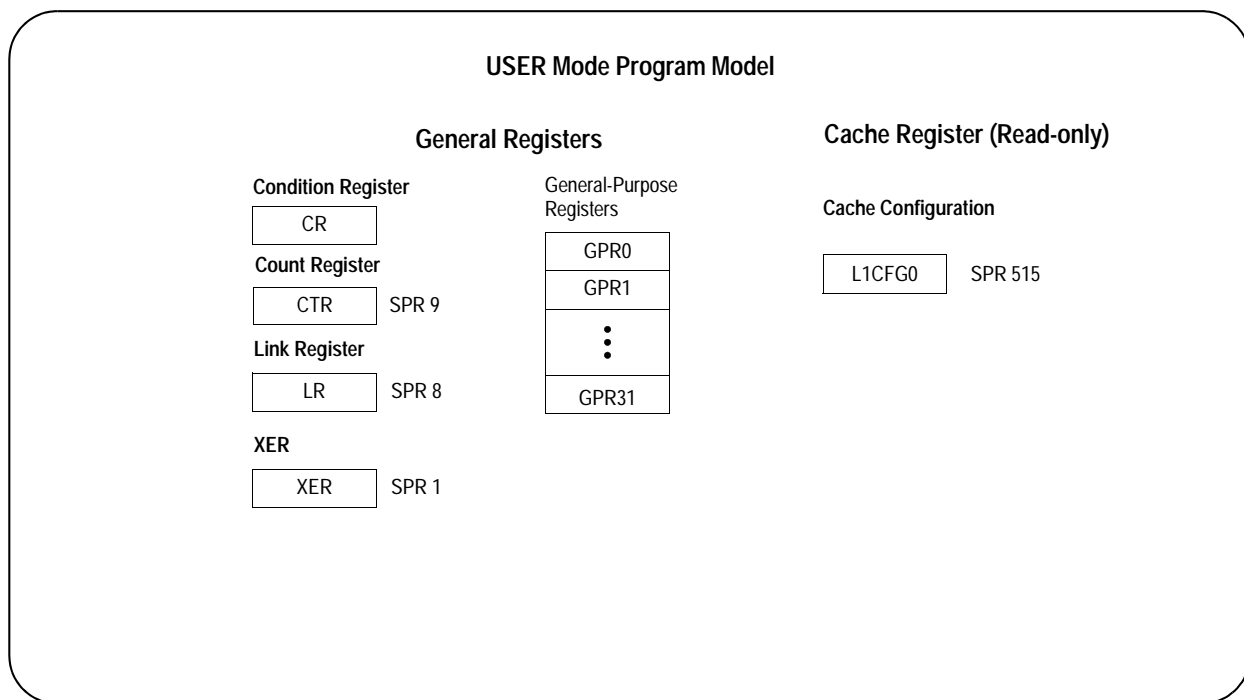 USER Mode Program Model
General Registers
Condition Register
CR
Count Register
CTR SPR 9
Link Register
LR SPR 8
XER
XER SPR 1
General-Purpose
Registers
GPR0
GPR1
GPR31
Cache Register (Read-only)
Cache Configuration
L1CFG0 SPR 515